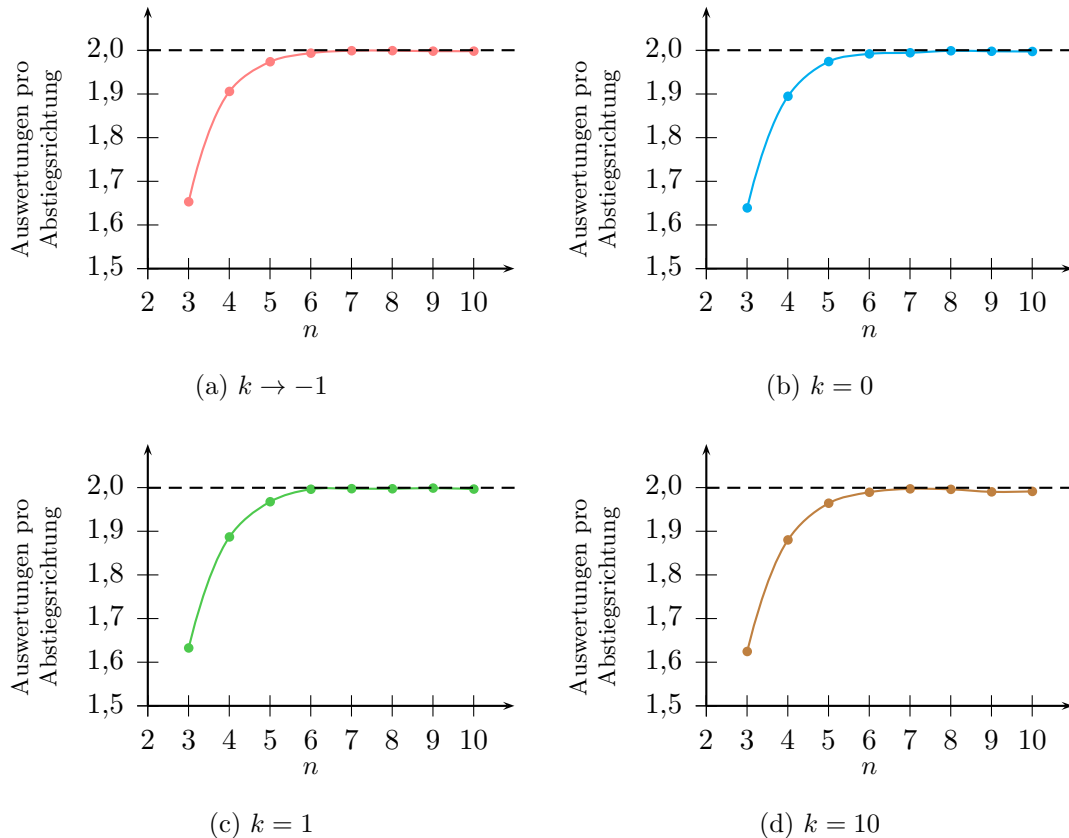 Auswertungen pro
Abstiegsrichtung
2,0
1,9
1,8
1,7
1,6
1,5
2 3 4 5 6 7 8 9 10
n
(a) k → −1
Auswertungen pro
Abstiegsrichtung
2,0
1,9
1,8
1,7
1,6
1,5
2 3 4 5 6 7 8 9 10
n
(b) k = 0
Auswertungen pro
Abstiegsrichtung
2,0
1,9
1,8
1,7
1,6
1,5
2 3 4 5 6 7 8 9 10
n
(c) k = 1
Auswertungen pro
Abstiegsrichtung
2,0
1,9
1,8
1,7
1,6
1,5
2 3 4 5 6 7 8 9 10
n
(d) k = 10